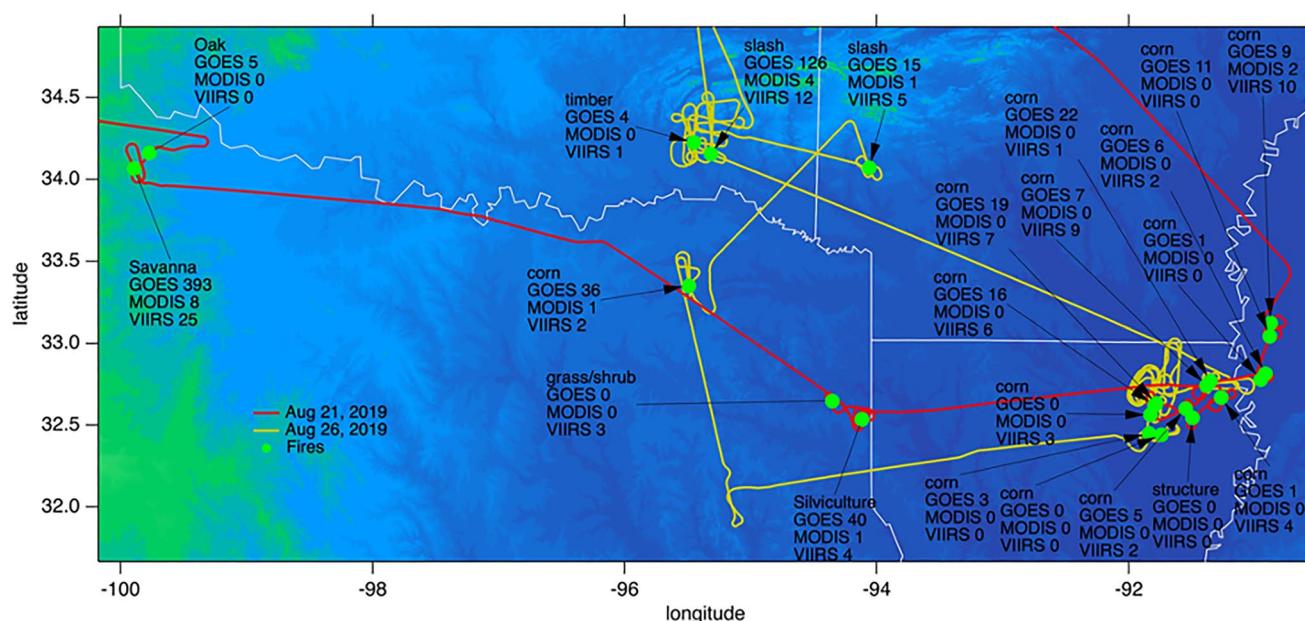 Oak
GOES 5
MODIS 0
VIIRS 0
slash
GOES 126
MODIS 4
VIIRS 12
slash
GOES 15
MODIS 1
VIIRS 5
corn
GOES 11
MODIS 0
VIIRS 0
corn
GOES 9
MODIS 2
VIIRS 10
timber
GOES 4
MODIS 0
VIIRS 1
corn
GOES 22
MODIS 0
VIIRS 1
corn
GOES 6
MODIS 0
VIIRS 2
corn
GOES 19
MODIS 0
VIIRS 7
corn
GOES 7
MODIS 0
VIIRS 9
corn
GOES 1
MODIS 0
VIIRS 0
Savanna
GOES 393
MODIS 8
VIIRS 25
corn
GOES 36
MODIS 1
VIIRS 2
corn
GOES 16
MODIS 0
VIIRS 6
grass/shrub
GOES 0
MODIS 0
VIIRS 3
corn
GOES 0
MODIS 0
VIIRS 3
Aug 21, 2019
Aug 26, 2019
Fires
Silviculture
GOES 40
MODIS 1
VIIRS 4
corn
GOES 3
MODIS 0
VIIRS 0
corn
GOES 0
MODIS 0
VIIRS 0
corn
GOES 5
MODIS 0
VIIRS 2
structure
GOES 0
MODIS 0
VIIRS 0
corn
GOES 1
MODIS 0
VIIRS 4
34.5
34.0
33.5
33.0
32.5
32.0
latitude
-100
-98
-96
-94
-92
longitude